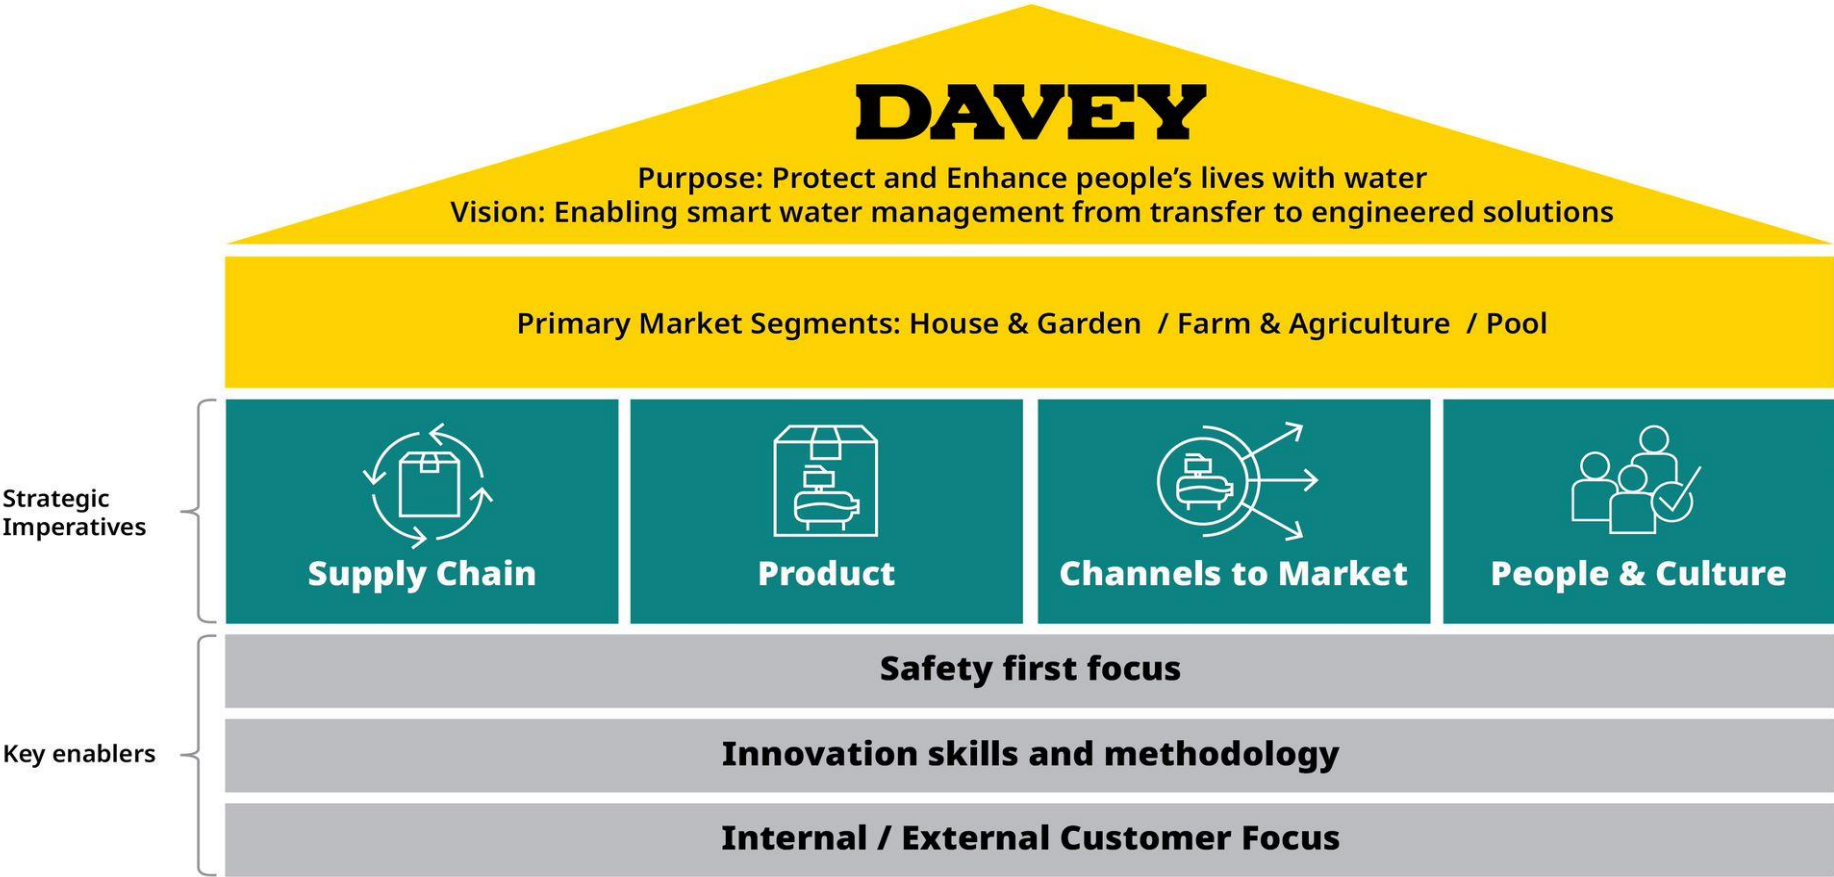 DAVEY
Purpose: Protect and Enhance people’s lives with water
Vision: Enabling smart water management from transfer to engineered solutions
Primary Market Segments: House & Garden / Farm & Agriculture / Pool
Strategic
Imperatives
Supply Chain
Product
Channels to Market
People & Culture
Key enablers
Safety first focus
Innovation skills and methodology
Internal / External Customer Focus